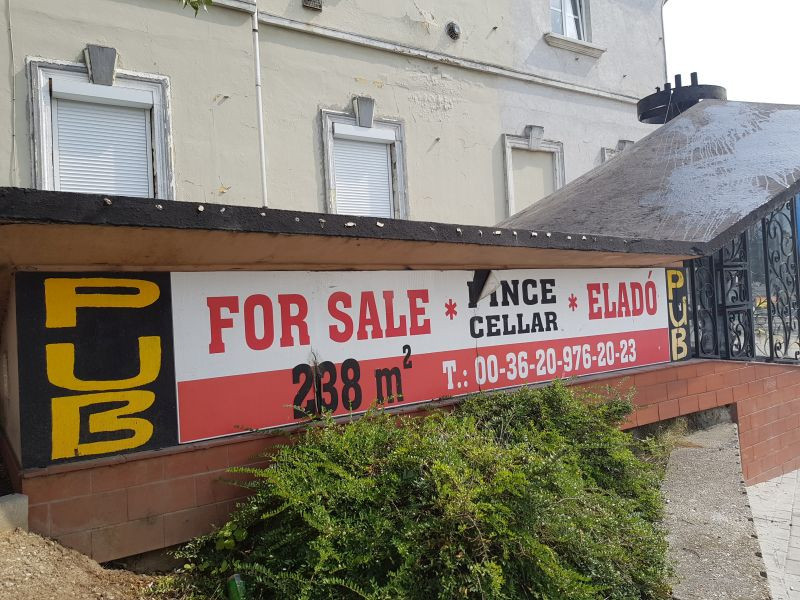 PUB
FOR SALE * PINCE CELLAR * ELADÓ
238 m²
T.: 00-36-20-976-20-23
PUB